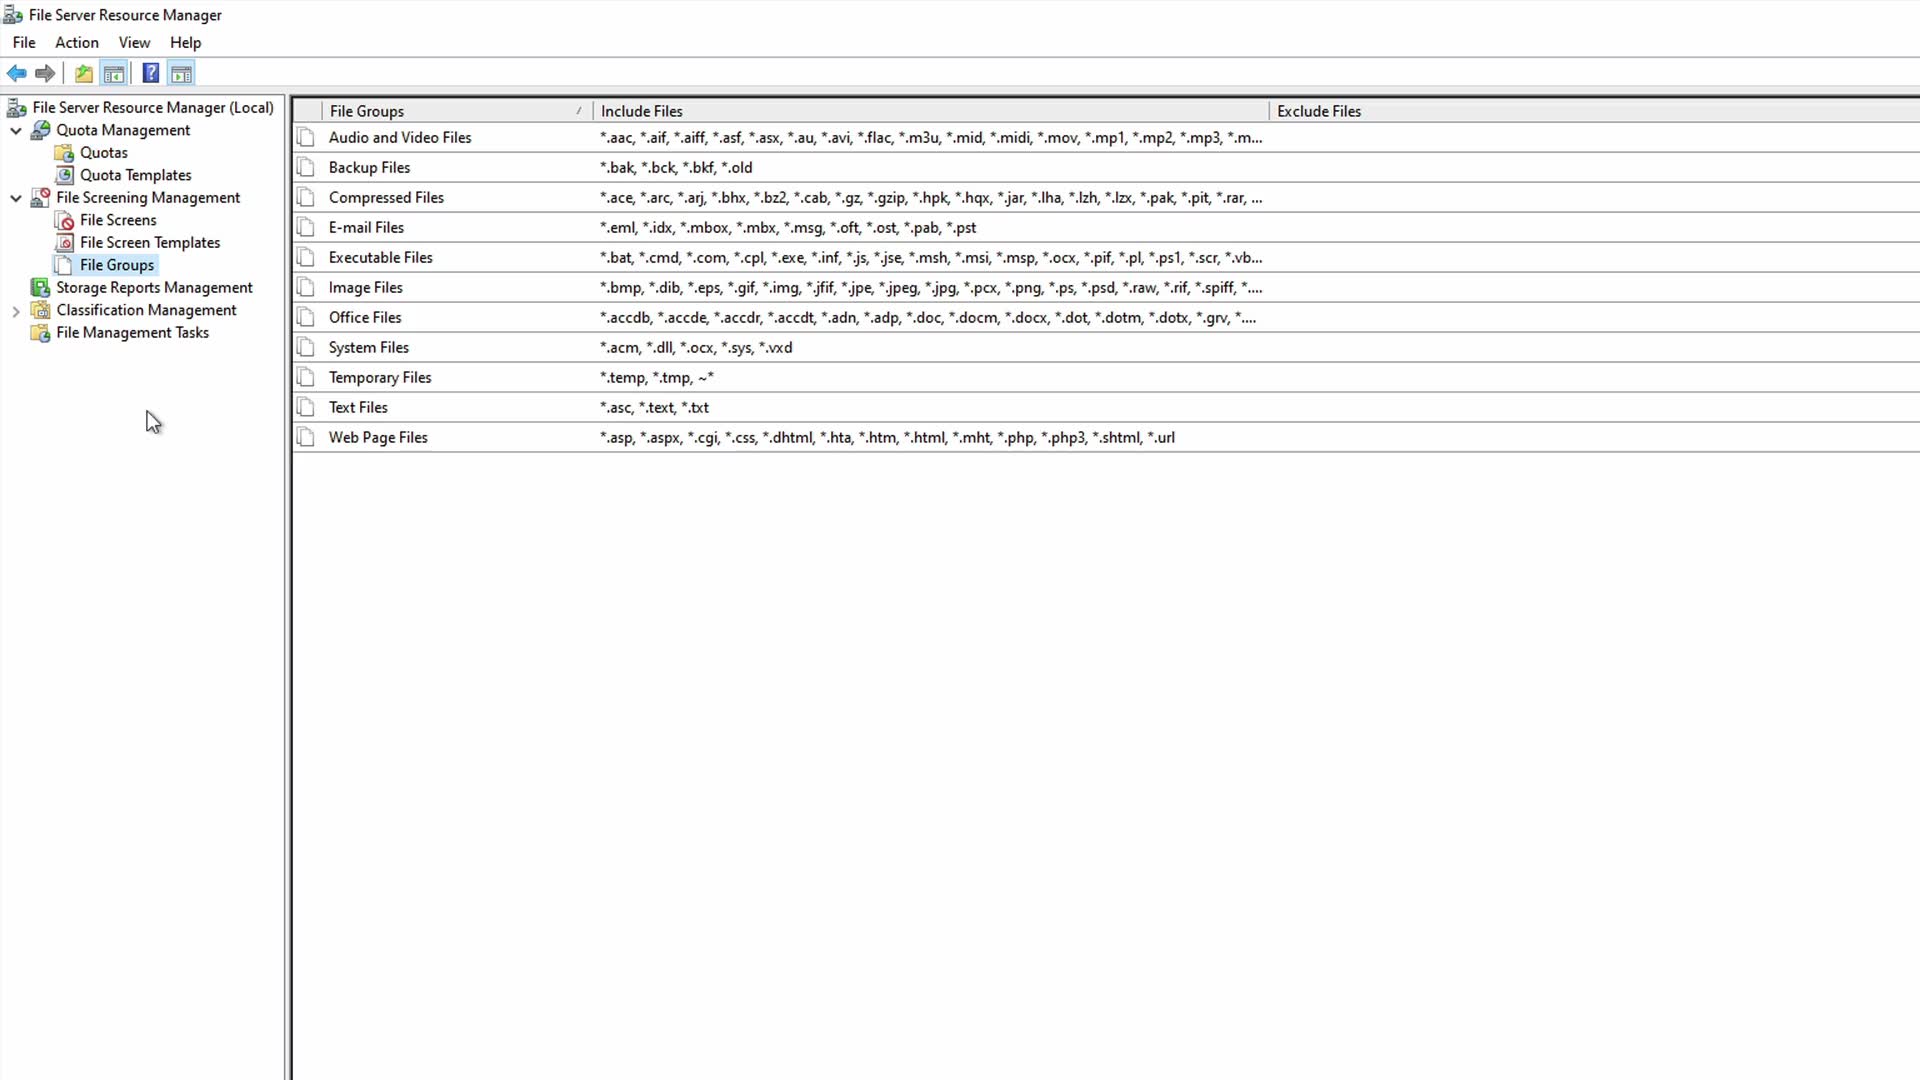 File Server Resource Manager
File Action View Help
File Server Resource Manager (Local)
Quota Management
Quotas
Quota Templates
File Screening Management
File Screens
File Screen Templates
File Groups
Storage Reports Management
Classification Management
File Management Tasks
File Groups Include Files Exclude Files
Audio and Video Files *.aac, *.aif, *.aiff, *.asf, *.asx, *.au, *.avi, *.flac, *.m3u, *.mid, *.midi, *.mov, *.mp1, *.mp2, *.mp3, *.m...
Backup Files *.bak, *.bck, *.bkf, *.old
Compressed Files *.ace, *.arc, *.arj, *.bhx, *.bz2, *.cab, *.gz, *.gzip, *.hpk, *.hqx, *.jar, *.lha, *.lzh, *.lzx, *.pak, *.pit, *.rar, ...
E-mail Files *.eml, *.idx, *.mbox, *.mbx, *.msg, *.oft, *.ost, *.pab, *.pst
Executable Files *.bat, *.cmd, *.com, *.cpl, *.exe, *.inf, *.js, *.jse, *.msh, *.msi, *.msp, *.ocx, *.pif, *.pl, *.ps1, *.scr, *.vb...
Image Files *.bmp, *.dib, *.eps, *.gif, *.img, *.jfif, *.jpe, *.jpeg, *.jpg, *.pcx, *.png, *.ps, *.psd, *.raw, *.rif, *.spiff, *....
Office Files *.accdb, *.accde, *.accdr, *.accdt, *.adn, *.adp, *.doc, *.docm, *.docx, *.dot, *.dotm, *.dotx, *.grv, *....
System Files *.acm, *.dll, *.ocx, *.sys, *.vxd
Temporary Files *.temp, *.tmp, ~*
Text Files *.asc, *.text, *.txt
Web Page Files *.asp, *.aspx, *.cgi, *.css, *.dhtml, *.hta, *.htm, *.html, *.mht, *.php, *.php3, *.shtml, *.url